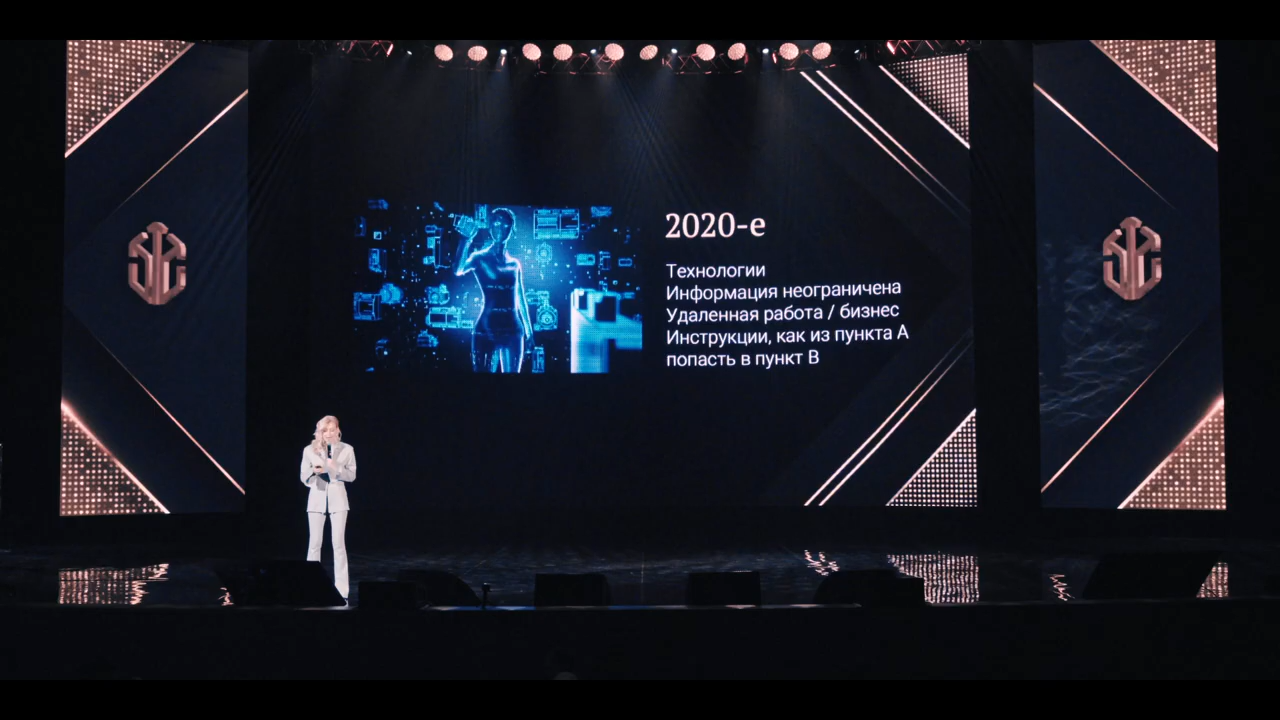 2020-е
Технологии
Информация неограничена
Удаленная работа / бизнес
Инструкции, как из пункта А
попасть в пункт В